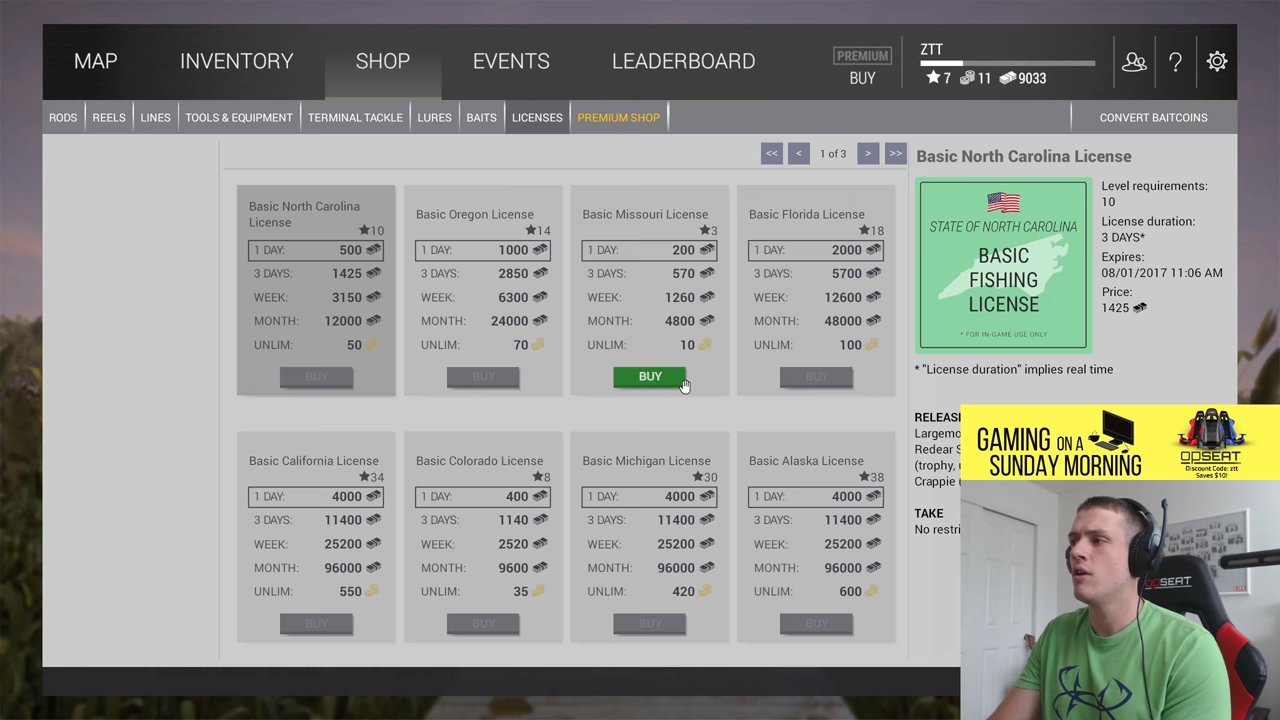 MAP
INVENTORY
SHOP
EVENTS
LEADERBOARD
PREMIUM
BUY
ZTT
7
11
9033
?
RODS
REELS
LINES
TOOLS & EQUIPMENT
TERMINAL TACKLE
LURES
BAITS
LICENSES
PREMIUM SHOP
CONVERT BAITCOINS
<< < 1 of 3 > >>
Basic North Carolina
License
10
1 DAY: 500
3 DAYS: 1425
WEEK: 3150
MONTH: 12000
UNLIM: 50
BUY
Basic Oregon License
14
1 DAY: 1000
3 DAYS: 2850
WEEK: 6300
MONTH: 24000
UNLIM: 70
BUY
Basic Missouri License
3
1 DAY: 200
3 DAYS: 570
WEEK: 1260
MONTH: 4800
UNLIM: 10
BUY
Basic Florida License
18
1 DAY: 2000
3 DAYS: 5700
WEEK: 12600
MONTH: 48000
UNLIM: 100
BUY
Basic California License
34
1 DAY: 4000
3 DAYS: 11400
WEEK: 25200
MONTH: 96000
UNLIM: 550
BUY
Basic Colorado License
8
1 DAY: 400
3 DAYS: 1140
WEEK: 2520
MONTH: 9600
UNLIM: 35
BUY
Basic Michigan License
30
1 DAY: 4000
3 DAYS: 11400
WEEK: 25200
MONTH: 96000
UNLIM: 420
BUY
Basic Alaska License
38
1 DAY: 4000
3 DAYS: 11400
WEEK: 25200
MONTH: 96000
UNLIM: 600
BUY
Basic North Carolina License
STATE OF NORTH CAROLINA
BASIC
FISHING
LICENSE
* FOR IN-GAME USE ONLY
Level requirements:
10
License duration:
3 DAYS*
Expires:
08/01/2017 11:06 AM
Price:
1425
* "License duration" implies real time
RELEAS
Largemo
Redear S
(trophy, u
Crappie (
TAKE
No restri
GAMING ON A
SUNDAY MORNING
OPSEAT
Discount Code: ztt
Saves $10!
OPSEAT